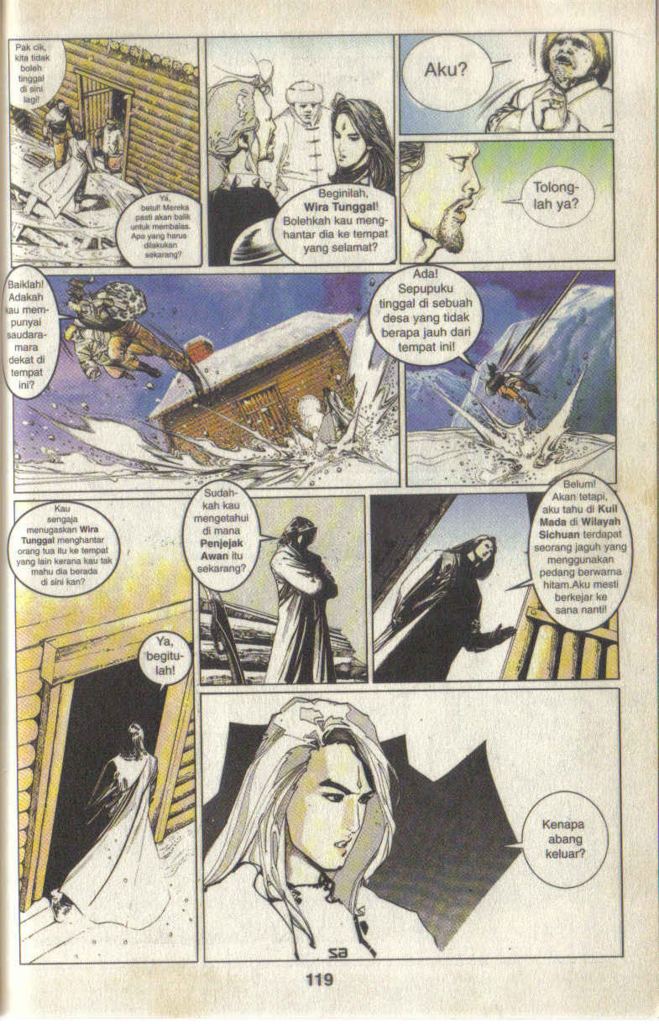 Pak cik,
kita tidak
boleh
tinggal
di sini
lagi!
Ya,
betul! Mereka
pasti akan balik
untuk membalas.
Apa yang harus
dilakukan
sekarang?
Beginilah,
Wira Tunggal!
Bolehkah kau meng-
hantar dia ke tempat
yang selamat?
Aku?
Tolong-
lah ya?
Baiklah!
Adakah
kau mem-
punyai
saudara-
mara
dekat di
tempat
ini?
Ada!
Sepupuku
tinggal di sebuah
desa yang tidak
berapa jauh dari
tempat ini!
Kau
sengaja
menugaskan Wira
Tunggal menghantar
orang tua itu ke tempat
yang lain kerana kau tak
mahu dia berada
di sini kan?
Ya,
begitu-
lah!
Sudah-
kah kau
mengetahui
di mana
Penjejak
Awan itu
sekarang?
Belum!
Akan tetapi,
aku tahu di Kuil
Mada di Wilayah
Sichuan terdapat
seorang jaguh yang
menggunakan
pedang berwarna
hitam.Aku mesti
berkejar ke
sana nanti!
Kenapa
abang
keluar?
119